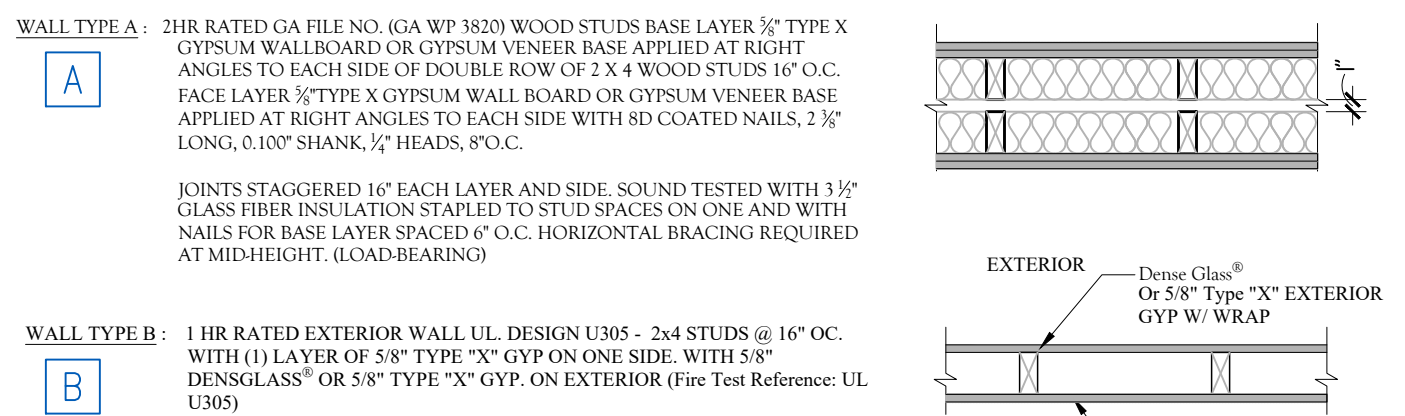 WALL TYPE A : 2HR RATED GA FILE NO. (GA WP 3820) WOOD STUDS BASE LAYER ⅝" TYPE X
GYPSUM WALLBOARD OR GYPSUM VENEER BASE APPLIED AT RIGHT
ANGLES TO EACH SIDE OF DOUBLE ROW OF 2 X 4 WOOD STUDS 16" O.C.
FACE LAYER ⅝"TYPE X GYPSUM WALL BOARD OR GYPSUM VENEER BASE
APPLIED AT RIGHT ANGLES TO EACH SIDE WITH 8D COATED NAILS, 2 ⅜"
LONG, 0.100" SHANK, ¼" HEADS, 8"O.C.
A
JOINTS STAGGERED 16" EACH LAYER AND SIDE. SOUND TESTED WITH 3 ½"
GLASS FIBER INSULATION STAPLED TO STUD SPACES ON ONE AND WITH
NAILS FOR BASE LAYER SPACED 6" O.C. HORIZONTAL BRACING REQUIRED
AT MID-HEIGHT. (LOAD-BEARING)
1"
WALL TYPE B : 1 HR RATED EXTERIOR WALL UL. DESIGN U305 - 2x4 STUDS @ 16" OC.
WITH (1) LAYER OF 5/8" TYPE "X" GYP ON ONE SIDE. WITH 5/8"
DENSGLASS® OR 5/8" TYPE "X" GYP. ON EXTERIOR (Fire Test Reference: UL
U305)
B
EXTERIOR
Dense Glass®
Or 5/8" Type "X" EXTERIOR
GYP W/ WRAP